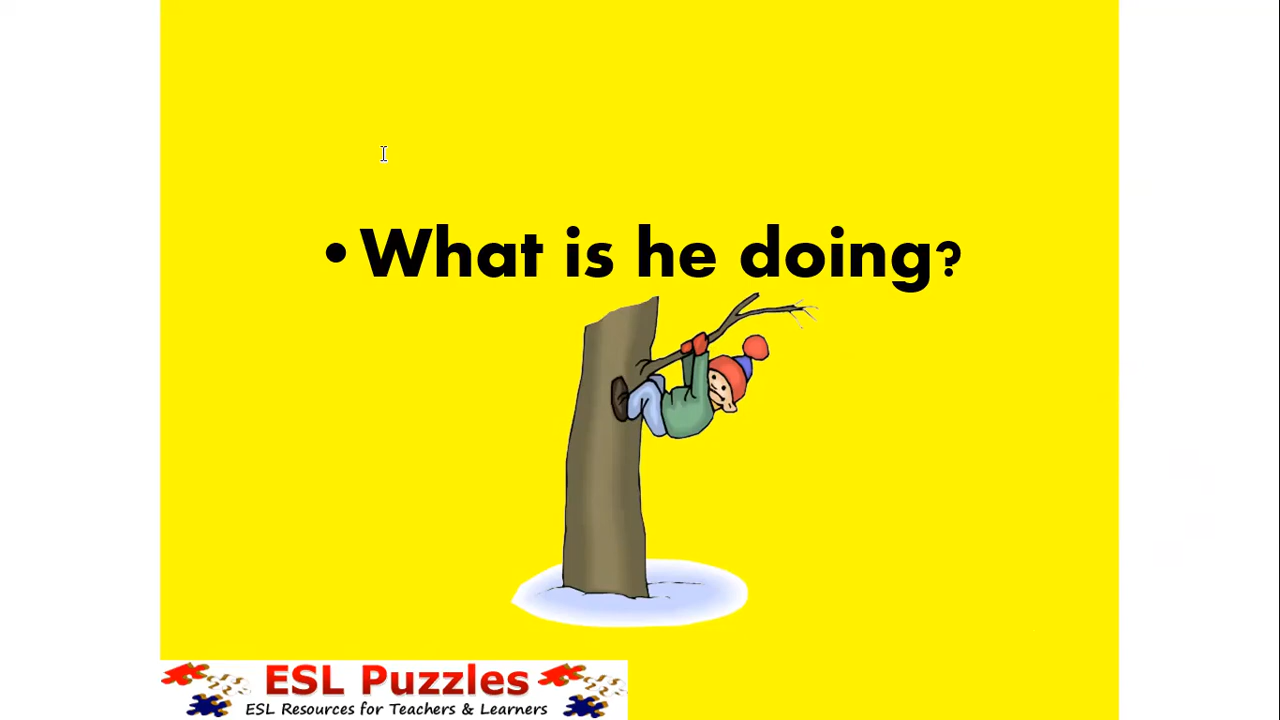 •What is he doing?
ESL Puzzles
ESL Resources for Teachers & Learners